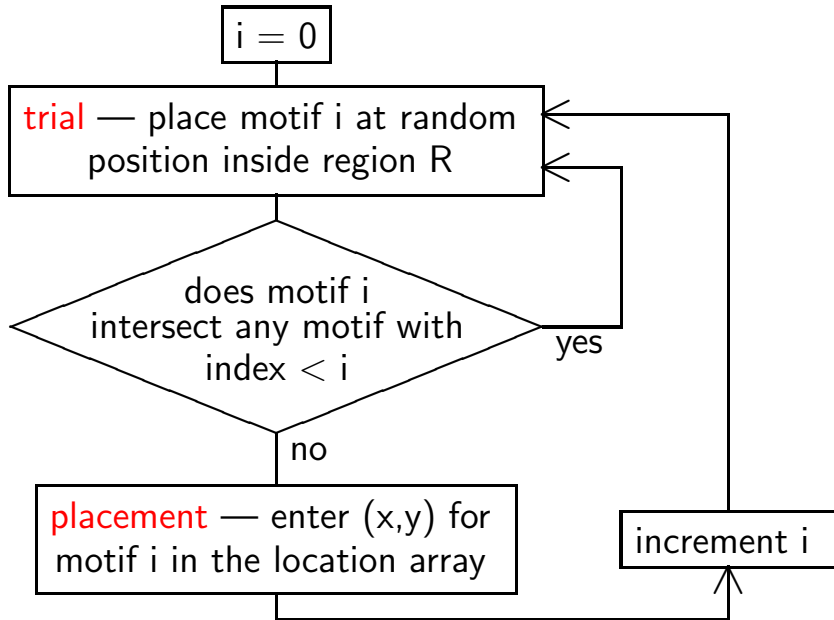 i = 0
trial — place motif i at random
position inside region R
does motif i
intersect any motif with
index < i
yes
no
placement — enter (x,y) for
motif i in the location array
increment i